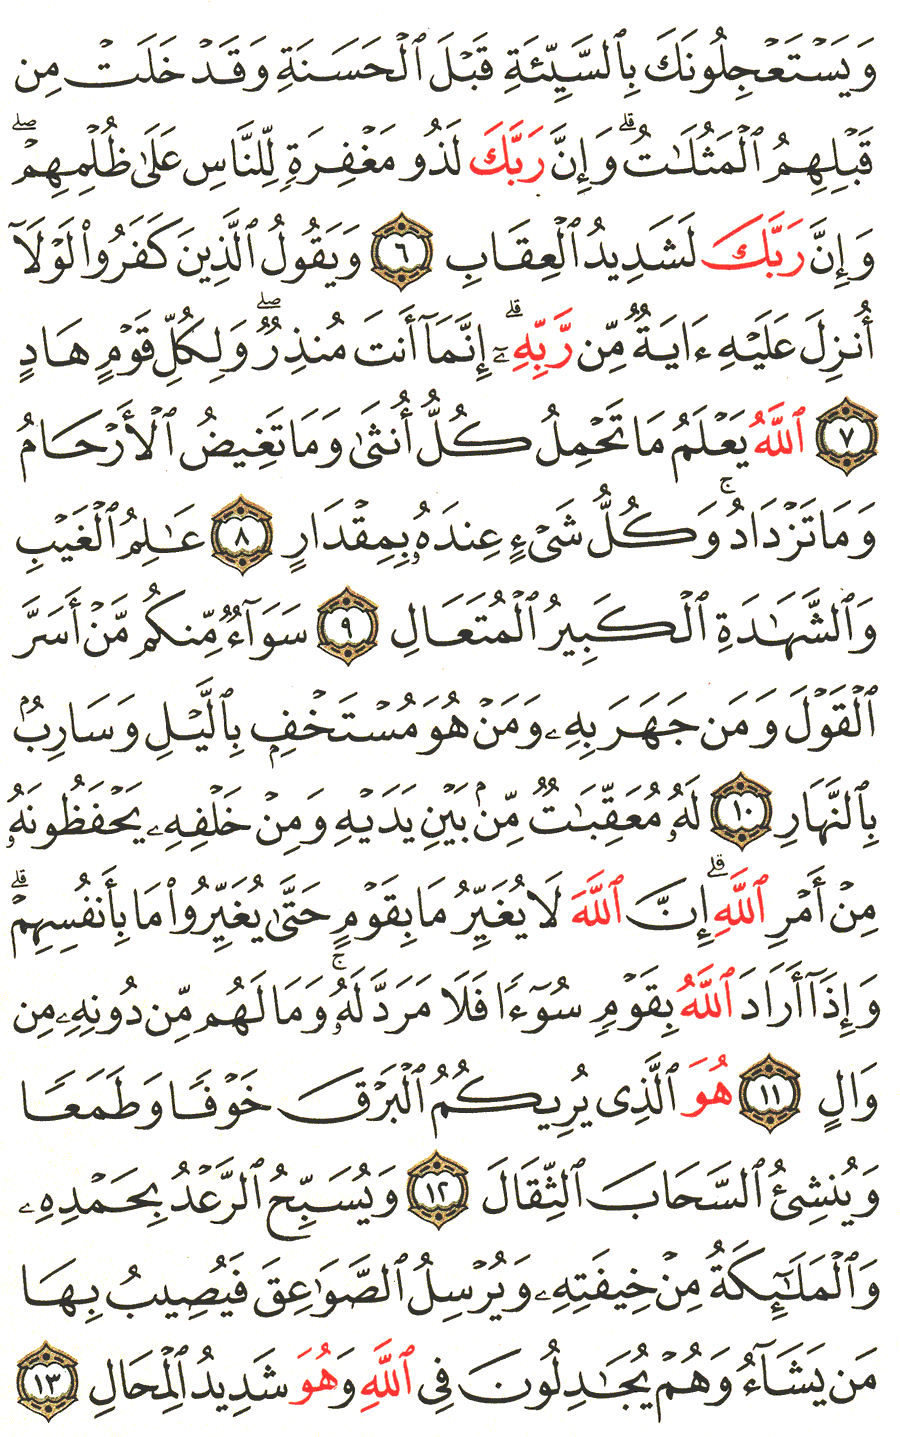 وَيَسْتَعْجِلُونَكَ بِٱلسَّيِّئَةِ قَبْلَ ٱلْحَسَنَةِ وَقَدْ خَلَتْ مِن
قَبْلِهِمُ ٱلْمَثُلَـٰتُ ۗ وَإِنَّ رَبَّكَ لَذُو مَغْفِرَةٍ لِّلنَّاسِ عَلَىٰ ظُلْمِهِمْ ۖ
وَإِنَّ رَبَّكَ لَشَدِيدُ ٱلْعِقَابِ ٦ وَيَقُولُ ٱلَّذِينَ كَفَرُوا۟ لَوْلَآ
أُنزِلَ عَلَيْهِ ءَايَةٌ مِّن رَّبِّهِۦٓ ۗ إِنَّمَآ أَنتَ مُنذِرٌ ۖ وَلِكُلِّ قَوْمٍ هَادٍ
٧ ٱللَّهُ يَعْلَمُ مَا تَحْمِلُ كُلُّ أُنثَىٰ وَمَا تَغِيضُ ٱلْأَرْحَامُ
وَمَا تَزْدَادُ ۖۚ وَكُلُّ شَىْءٍ عِندَهُۥ بِمِقْدَارٍ ٨ عَـٰلِمُ ٱلْغَيْبِ
وَٱلشَّهَـٰدَةِ ٱلْكَبِيرُ ٱلْمُتَعَالِ ٩ سَوَآءٌ مِّنكُم مَّنْ أَسَرَّ
ٱلْقَوْلَ وَمَن جَهَرَ بِهِۦ وَمَنْ هُوَ مُسْتَخْفٍۭ بِٱلَّيْلِ وَسَارِبٌۢ
بِٱلنَّهَارِ ١٠ لَهُۥ مُعَقِّبَـٰتٌ مِّنۢ بَيْنِ يَدَيْهِ وَمِنْ خَلْفِهِۦ يَحْفَظُونَهُۥ
مِنْ أَمْرِ ٱللَّهِ ۗ إِنَّ ٱللَّهَ لَا يُغَيِّرُ مَا بِقَوْمٍ حَتَّىٰ يُغَيِّرُوا۟ مَا بِأَنفُسِهِمْ ۗ
وَإِذَآ أَرَادَ ٱللَّهُ بِقَوْمٍ سُوٓءًا فَلَا مَرَدَّ لَهُۥ ۚ وَمَا لَهُم مِّن دُونِهِۦ مِن
وَالٍ ١١ هُوَ ٱلَّذِى يُرِيكُمُ ٱلْبَرْقَ خَوْفًا وَطَمَعًا
وَيُنشِئُ ٱلسَّحَابَ ٱلثِّقَالَ ١٢ وَيُسَبِّحُ ٱلرَّعْدُ بِحَمْدِهِۦ
وَٱلْمَلَـٰٓئِكَةُ مِنْ خِيفَتِهِۦ وَيُرْسِلُ ٱلصَّوَٰعِقَ فَيُصِيبُ بِهَا
مَن يَشَآءُ وَهُمْ يُجَـٰدِلُونَ فِى ٱللَّهِ وَهُوَ شَدِيدُ ٱلْمِحَالِ ١٣